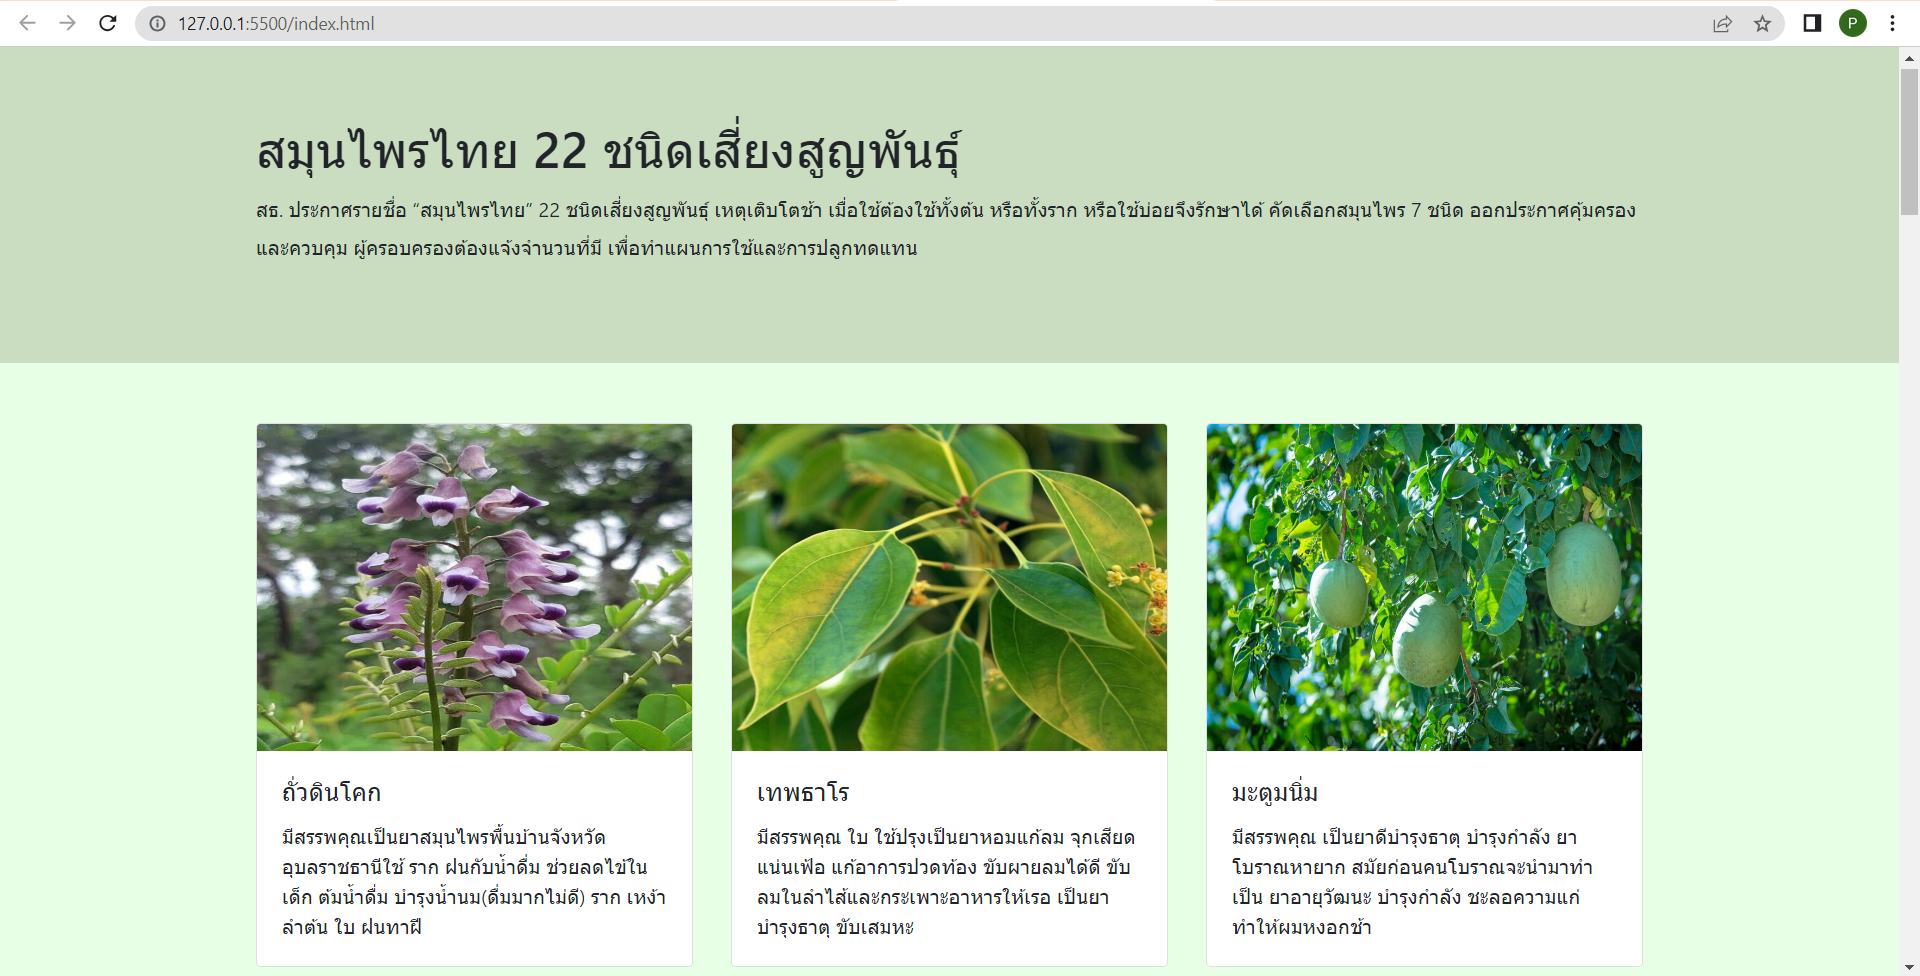 127.0.0.1:5500/index.html
P
สมุนไพรไทย 22 ชนิดเสี่ยงสูญพันธุ์
สธ. ประกาศรายชื่อ “สมุนไพรไทย” 22 ชนิดเสี่ยงสูญพันธุ์ เหตุเติบโตช้า เมื่อใช้ต้องใช้ทั้งต้น หรือทั้งราก หรือใช้บ่อยจึงรักษาได้ คัดเลือกสมุนไพร 7 ชนิด ออกประกาศคุ้มครอง
และควบคุม ผู้ครอบครองต้องแจ้งจำนวนที่มี เพื่อทำแผนการใช้และการปลูกทดแทน
ถั่วดินโคก
มีสรรพคุณเป็นยาสมุนไพรพื้นบ้านจังหวัด
อุบลราชธานีใช้ ราก ฝนกับน้ำดื่ม ช่วยลดไข้ใน
เด็ก ต้มน้ำดื่ม บำรุงน้ำนม(ดื่มมากไม่ดี) ราก เหง้า
ลำต้น ใบ ฝนทาฝี
เทพธาโร
มีสรรพคุณ ใบ ใช้ปรุงเป็นยาหอมแก้ลม จุกเสียด
แน่นเฟ้อ แก้อาการปวดท้อง ขับผายลมได้ดี ขับ
ลมในลำไส้และกระเพาะอาหารให้เรอ เป็นยา
บำรุงธาตุ ขับเสมหะ
มะตูมนิ่ม
มีสรรพคุณ เป็นยาดีบำรุงธาตุ บำรุงกำลัง ยา
โบราณหายาก สมัยก่อนคนโบราณจะนำมาทำ
เป็น ยาอายุวัฒนะ บำรุงกำลัง ชะลอความแก่
ทำให้ผมหงอกช้า